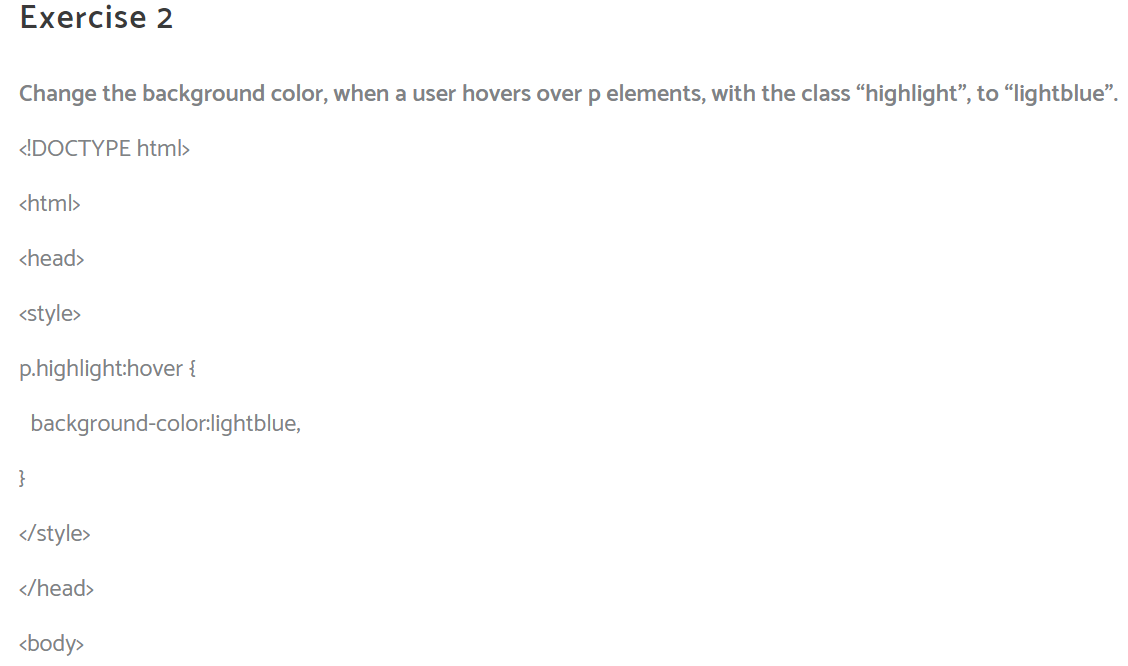 Exercise 2
Change the background color, when a user hovers over p elements, with the class “highlight”, to “lightblue”.
<!DOCTYPE html>
<html>
<head>
<style>
p.highlight:hover {
  background-color:lightblue,
}
</style>
</head>
<body>